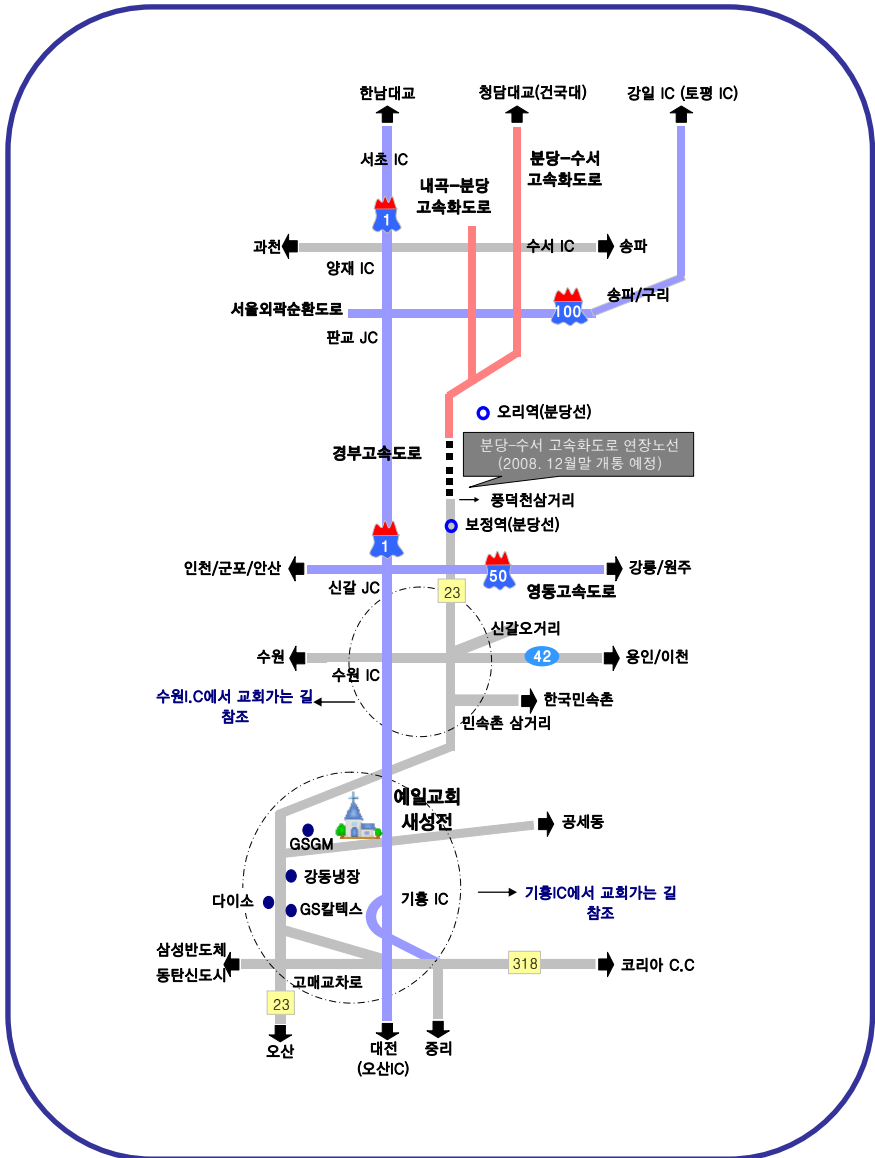 한남대교
청담대교(건국대)
강일 IC (토평 IC)
서초 IC
분당-수서
고속화도로
내곡-분당
고속화도로
1
과천
수서 IC
송파
양재 IC
송파/구리
서울외곽순환도로
100
판교 JC
오리역(분당선)
경부고속도로
분당-수서 고속화도로 연장노선
(2008. 12월말 개통 예정)
풍덕천삼거리
보정역(분당선)
1
인천/군포/안산
50
강릉/원주
신갈 JC
23
영동고속도로
신갈오거리
수원
42
용인/이천
수원 IC
수원I.C에서 교회가는 길
참조
한국민속촌
민속촌 삼거리
예일교회
새성전
공세동
GSGM
강동냉장
다이소
GS칼텍스
기흥 IC
기흥IC에서 교회가는 길
참조
삼성반도체
동탄신도시
318
코리아 C.C
고매교차로
23
오산
대전
(오산IC)
중리